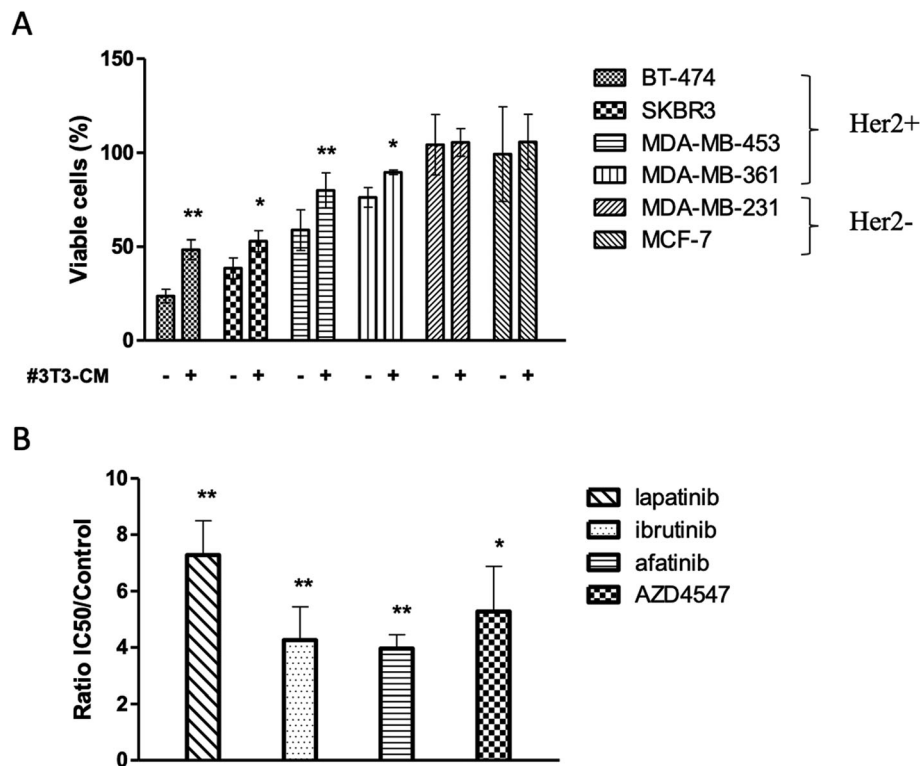 A
150
100
50
0
Viable cells (%)
** * ** *
#3T3-CM - + - + - + - + - + - +
BT-474
SKBR3
MDA-MB-453
MDA-MB-361
MDA-MB-231
MCF-7
Her2+
Her2-
B
10
8
6
4
2
0
Ratio IC50/Control
** ** ** *
lapatinib
ibrutinib
afatinib
AZD4547